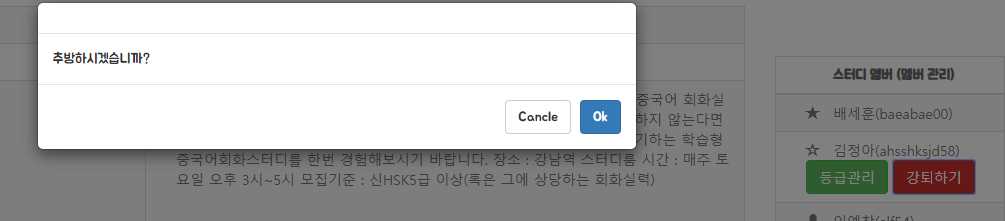 추방하시겠습니까?
Cancle
Ok
중국어 회화실
하지 않는다면
기하는 학습형
중국어회화스터디를 한번 경험해보시기 바랍니다. 장소 : 강남역 스터디룸 시간 : 매주 토
요일 오후 3시~5시 모집기준 : 신HSK5급 이상(혹은 그에 상당하는 회화실력)
스터디 멤버 (멤버 관리)
배세훈(baeabae00)
김정아(ahsshksjd58)
등급관리 강퇴하기